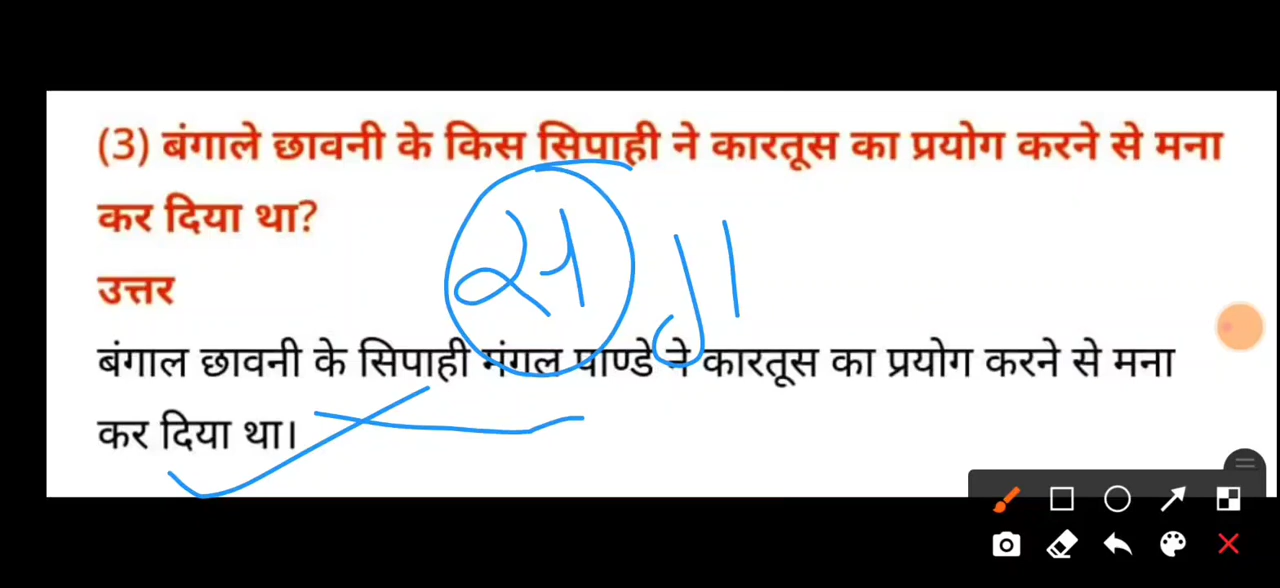 (3) बंगाले छावनी के किस सिपाही ने कारतूस का प्रयोग करने से मना
कर दिया था?
उत्तर
बंगाल छावनी के सिपाही मंगल पाण्डे ने कारतूस का प्रयोग करने से मना
कर दिया था।